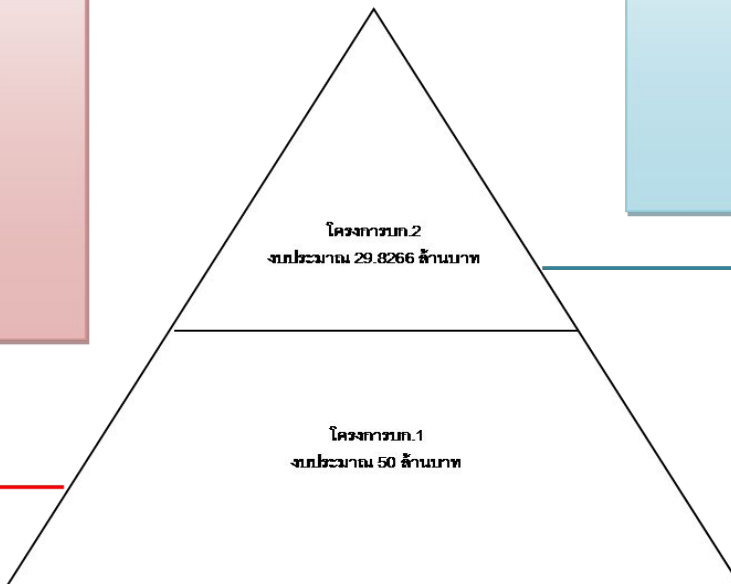 โครงการบก.2
งบประมาณ 29.8266 ล้านบาท
โครงการบก.1
งบประมาณ 50 ล้านบาท